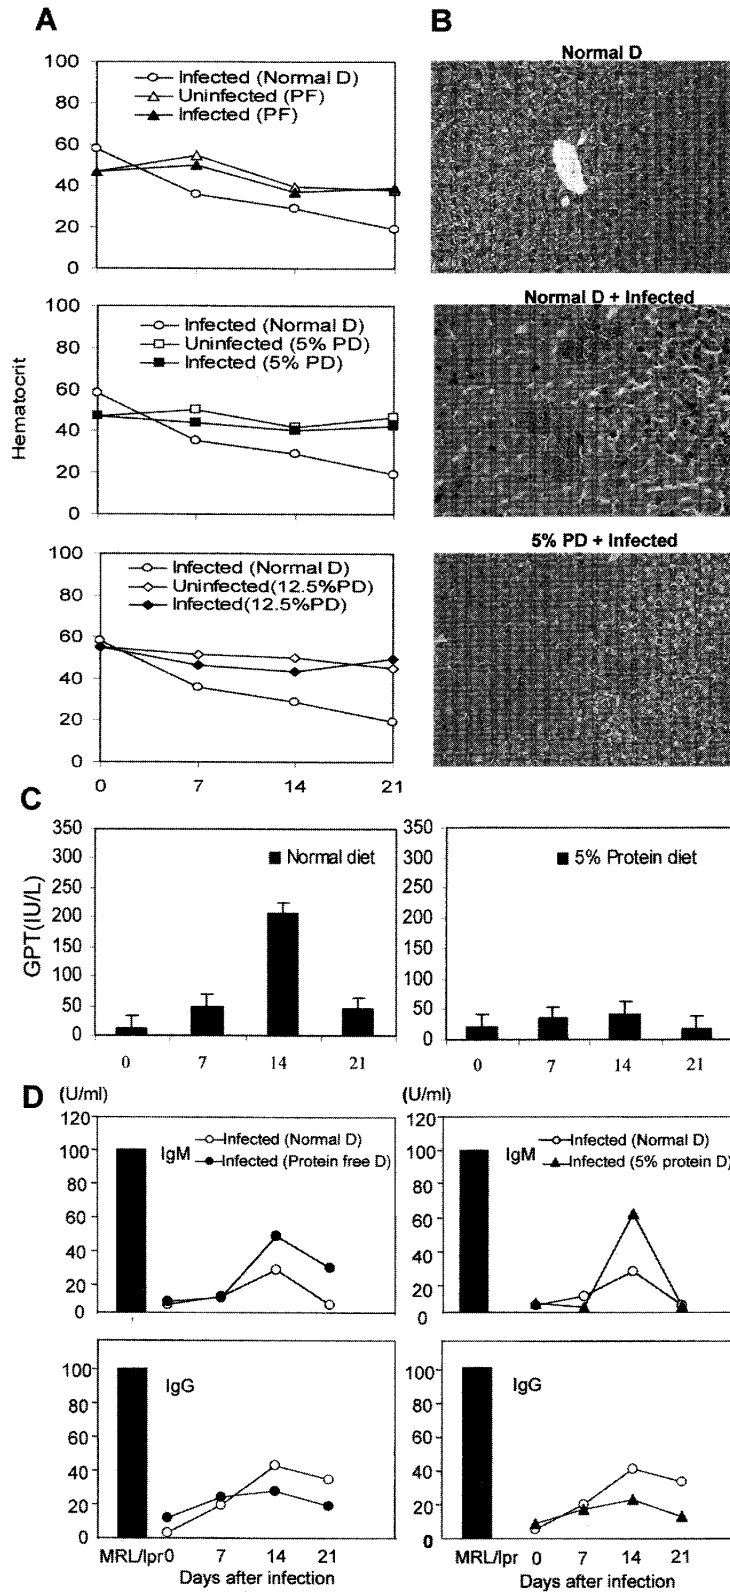 A
B
Normal D
100
80
60
40
20
0
Infected (Normal D)
Uninfected (PF)
Infected (PF)
Normal D + Infected
Hematocrit
100
80
60
40
20
0
Infected (Normal D)
Uninfected (5% PD)
Infected (5% PD)
5% PD + Infected
100
80
60
40
20
0
Infected (Normal D)
Uninfected(12.5%PD)
Infected(12.5%PD)
0 7 14 21
C
GPT(IU/L)
350
300
250
200
150
100
50
0
Normal diet
0 7 14 21
350
300
250
200
150
100
50
0
5% Protein diet
0 7 14 21
D
(U/ml)
120
100
80
60
40
20
0
IgM
Infected (Normal D)
Infected (Protein free D)
(U/ml)
120
100
80
60
40
20
0
IgM
Infected (Normal D)
Infected (5% protein D)
100
80
60
40
20
0
IgG
MRL/lpr 0 7 14 21
Days after infection
100
80
60
40
20
0
IgG
MRL/lpr 0 7 14 21
Days after infection